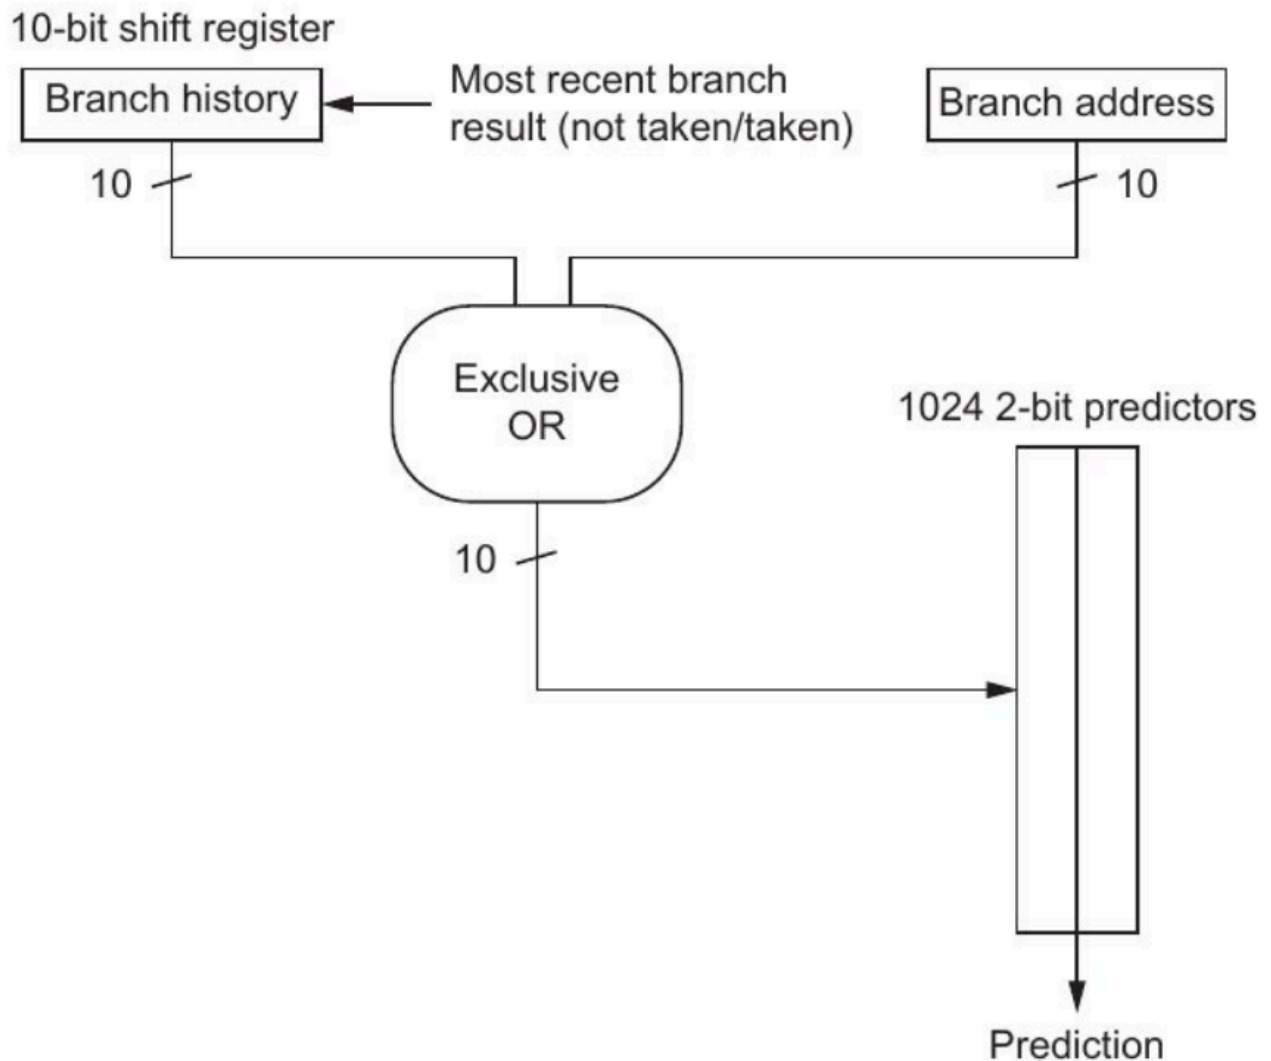 10-bit shift register
Branch history
Most recent branch
result (not taken/taken)
Branch address
10
10
Exclusive
OR
1024 2-bit predictors
10
Prediction